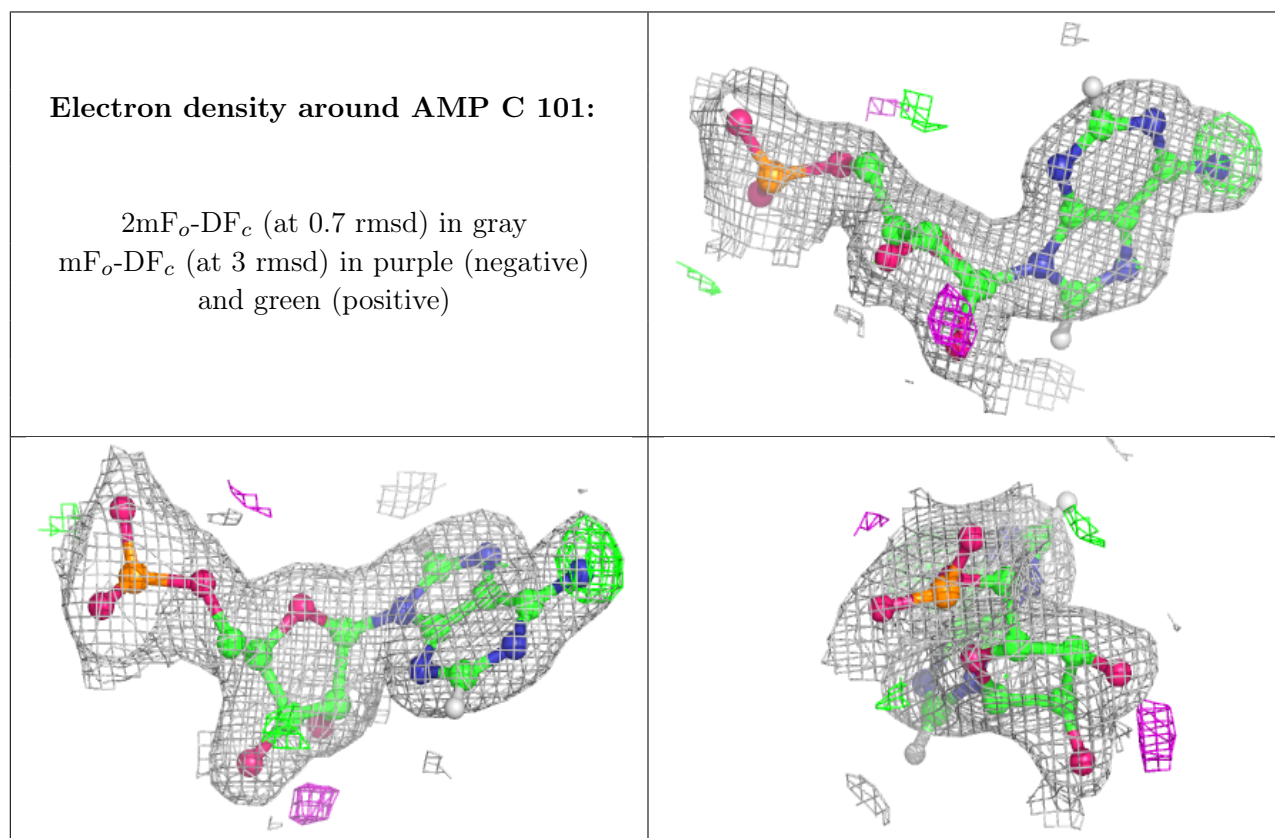 Electron density around AMP C 101:
2mFₒ-DF𝒸 (at 0.7 rmsd) in gray
mFₒ-DF𝒸 (at 3 rmsd) in purple (negative)
and green (positive)